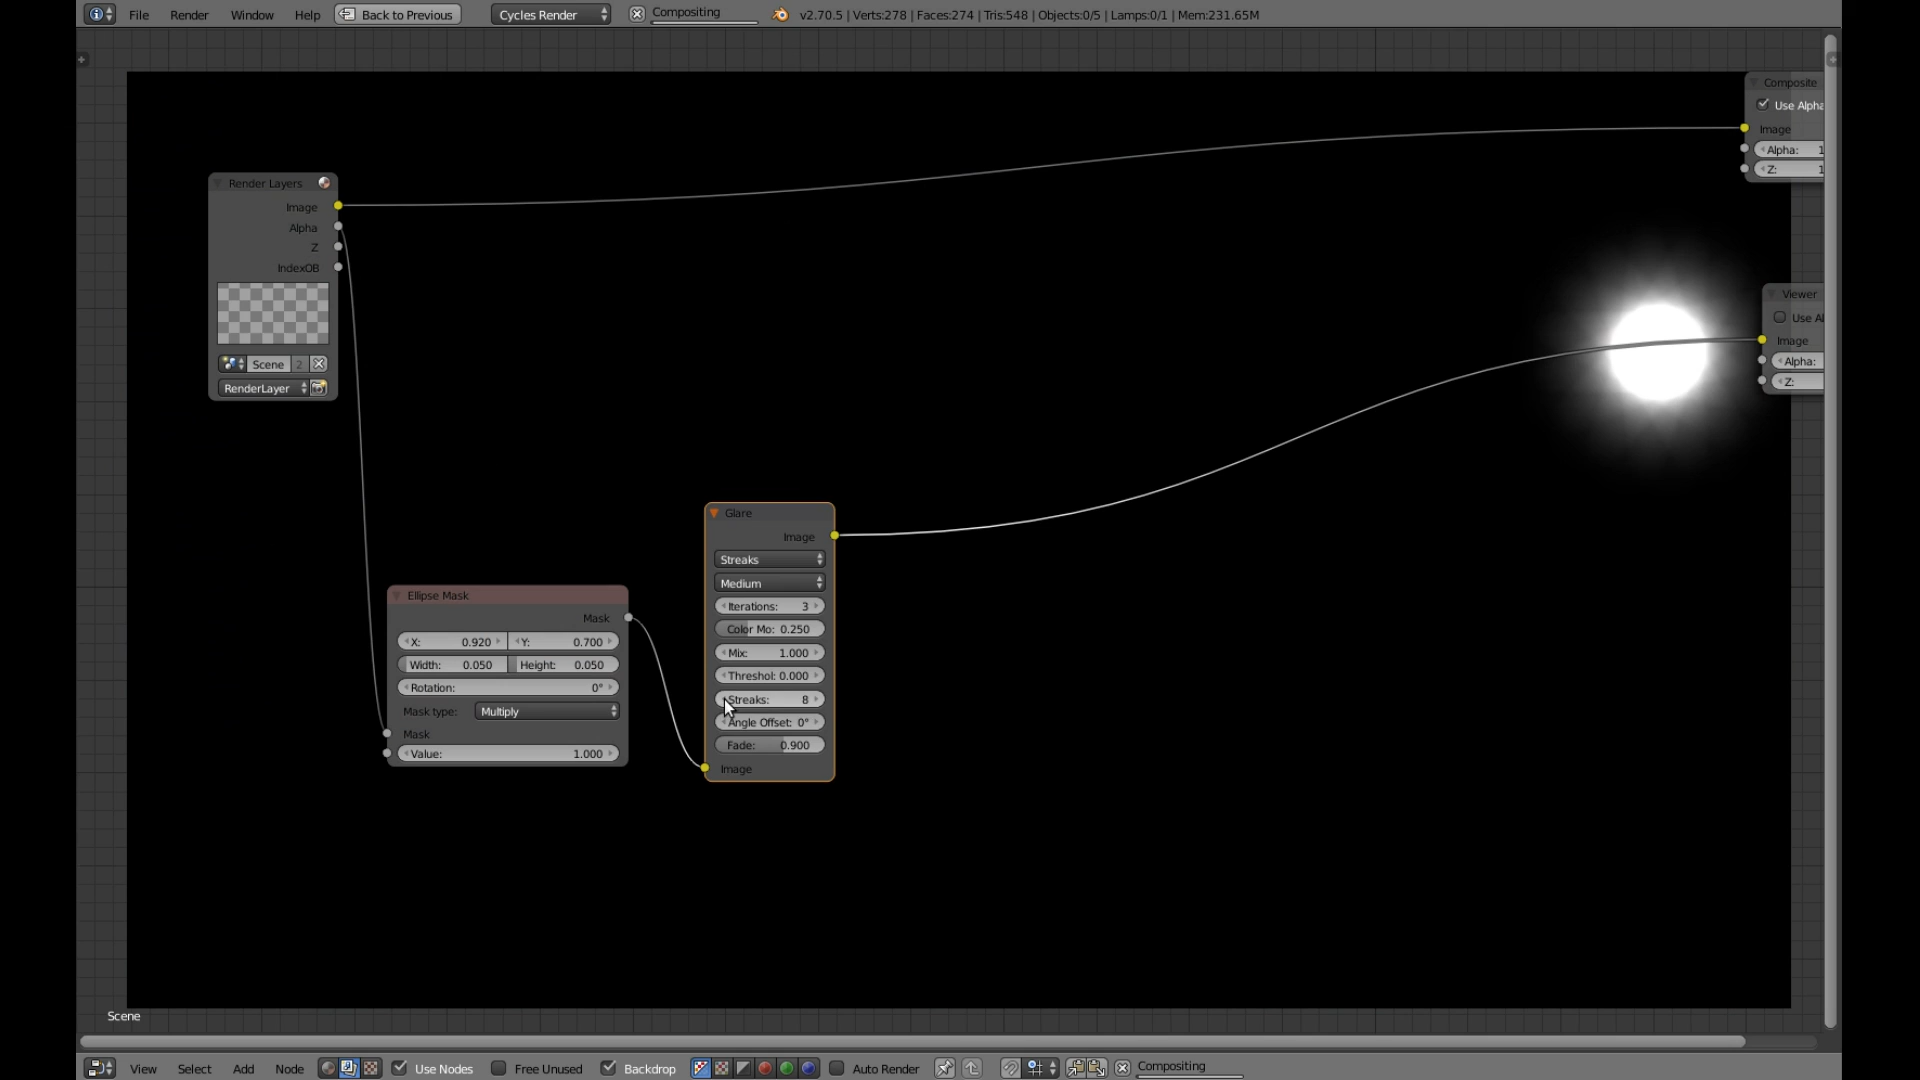 File Render Window Help Back to Previous Cycles Render Compositing v2.70.5 | Verts:278 | Faces:274 | Tris:548 | Objects:0/5 | Lamps:0/1 | Mem:231.65M
Composite
Use Alpha
Image
Alpha: 1
Z: 1
Render Layers
Image
Alpha
Z
IndexOB
Scene 2
RenderLayer
Viewer
Use Al
Image
Alpha:
Z:
Glare
Image
Streaks
Medium
Iterations: 3
Color Mo: 0.250
Mix: 1.000
Threshol: 0.000
Streaks: 8
Angle Offset: 0°
Fade: 0.900
Image
Ellipse Mask
Mask
X: 0.920 Y: 0.700
Width: 0.050 Height: 0.050
Rotation: 0°
Mask type: Multiply
Mask
Value: 1.000
Scene
View Select Add Node Use Nodes Free Unused Backdrop Auto Render Compositing